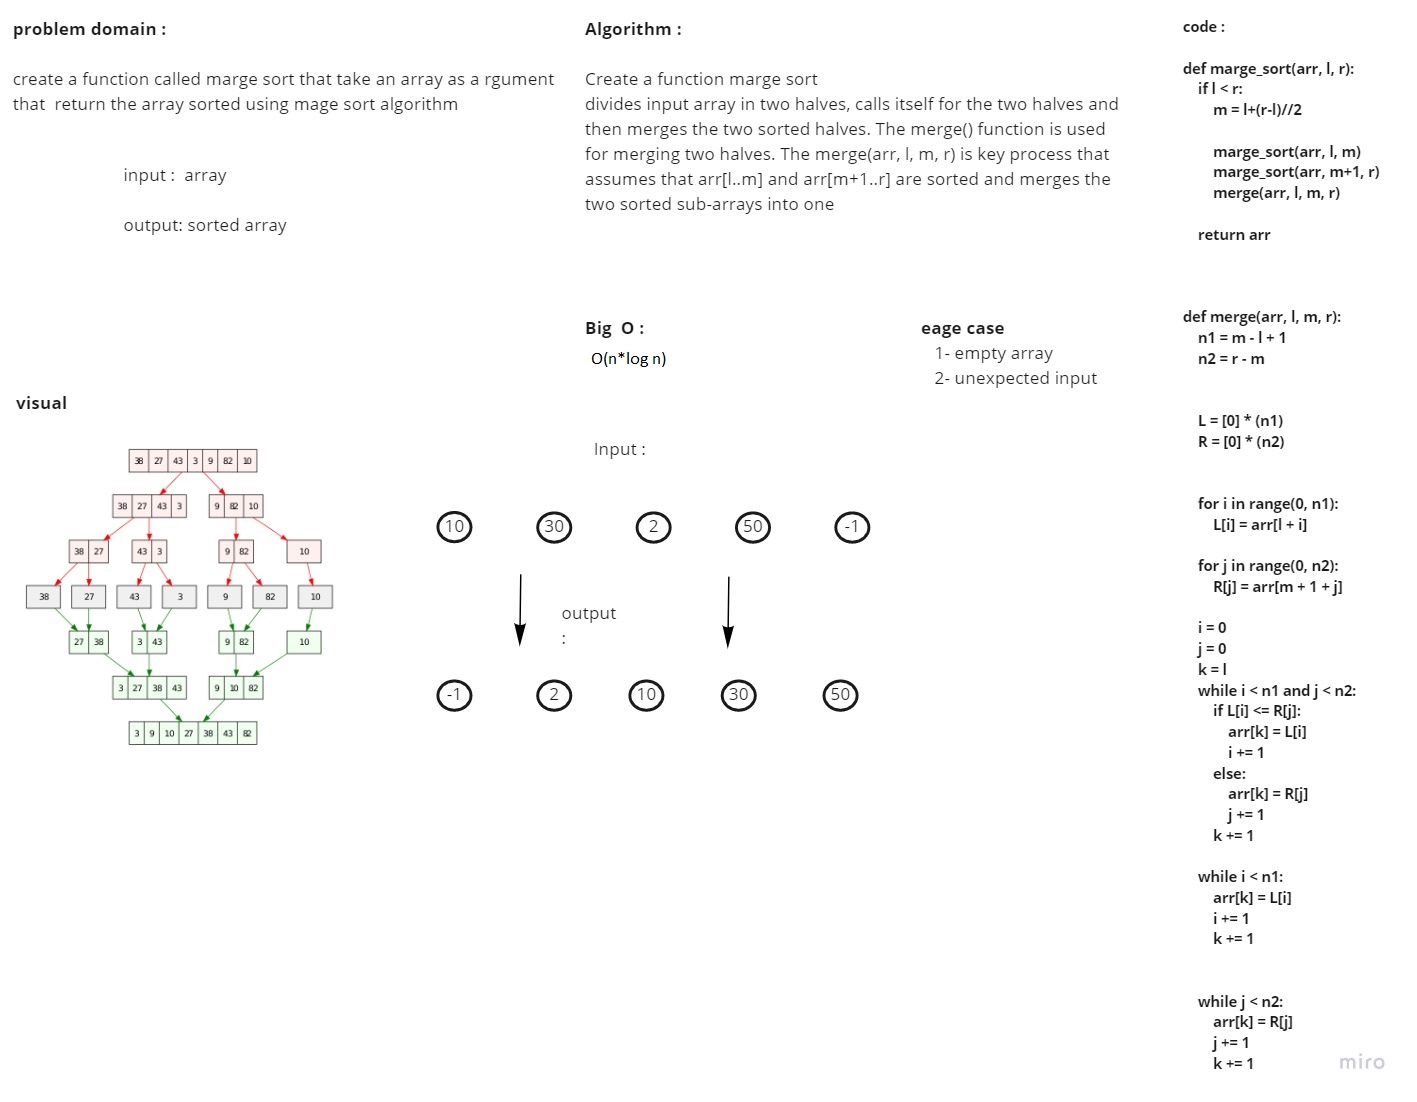 problem domain :
create a function called marge sort that take an array as a rgument
that  return the array sorted using mage sort algorithm
input :  array
output: sorted array
Algorithm :
Create a function marge sort
divides input array in two halves, calls itself for the two halves and
then merges the two sorted halves. The merge() function is used
for merging two halves. The merge(arr, l, m, r) is key process that
assumes that arr[l..m] and arr[m+1..r] are sorted and merges the
two sorted sub-arrays into one
Big  O :
O(n*log n)
eage case
1- empty array
2- unexpected input
visual
38 27 43 3 9 82 10
38 27 43 3 9 82 10
38 27 43 3 9 82 10
38 27 43 3 9 82 10
27 38 3 43 9 82 10
3 27 38 43 9 10 82
3 9 10 27 38 43 82
Input :
10 30 2 50 -1
output
:
-1 2 10 30 50
code :
def marge_sort(arr, l, r):
if l < r:
m = l+(r-l)//2
marge_sort(arr, l, m)
marge_sort(arr, m+1, r)
merge(arr, l, m, r)
return arr
def merge(arr, l, m, r):
n1 = m - l + 1
n2 = r - m
L = [0] * (n1)
R = [0] * (n2)
for i in range(0, n1):
L[i] = arr[l + i]
for j in range(0, n2):
R[j] = arr[m + 1 + j]
i = 0
j = 0
k = l
while i < n1 and j < n2:
if L[i] <= R[j]:
arr[k] = L[i]
i += 1
else:
arr[k] = R[j]
j += 1
k += 1
while i < n1:
arr[k] = L[i]
i += 1
k += 1
while j < n2:
arr[k] = R[j]
j += 1
k += 1
miro